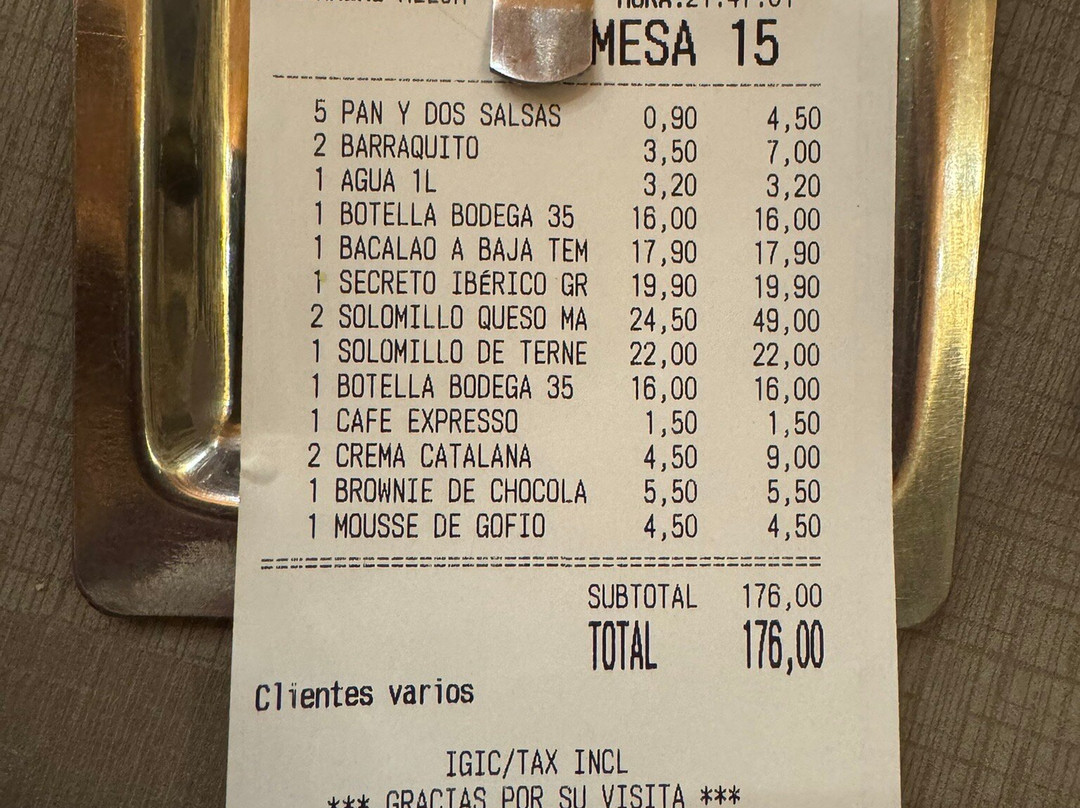 MESA 15
5 PAN Y DOS SALSAS 0,90 4,50
2 BARRAQUITO 3,50 7,00
1 AGUA 1L 3,20 3,20
1 BOTELLA BODEGA 35 16,00 16,00
1 BACALAO A BAJA TEM 17,90 17,90
1 SECRETO IBÉRICO GR 19,90 19,90
2 SOLOMILLO QUESO MA 24,50 49,00
1 SOLOMILLO DE TERNE 22,00 22,00
1 BOTELLA BODEGA 35 16,00 16,00
1 CAFE EXPRESSO 1,50 1,50
2 CREMA CATALANA 4,50 9,00
1 BROWNIE DE CHOCOLA 5,50 5,50
1 MOUSSE DE GOFIO 4,50 4,50
SUBTOTAL 176,00
TOTAL 176,00
Clientes varios
IGIC/TAX INCL
*** GRACIAS POR SU VISITA ***